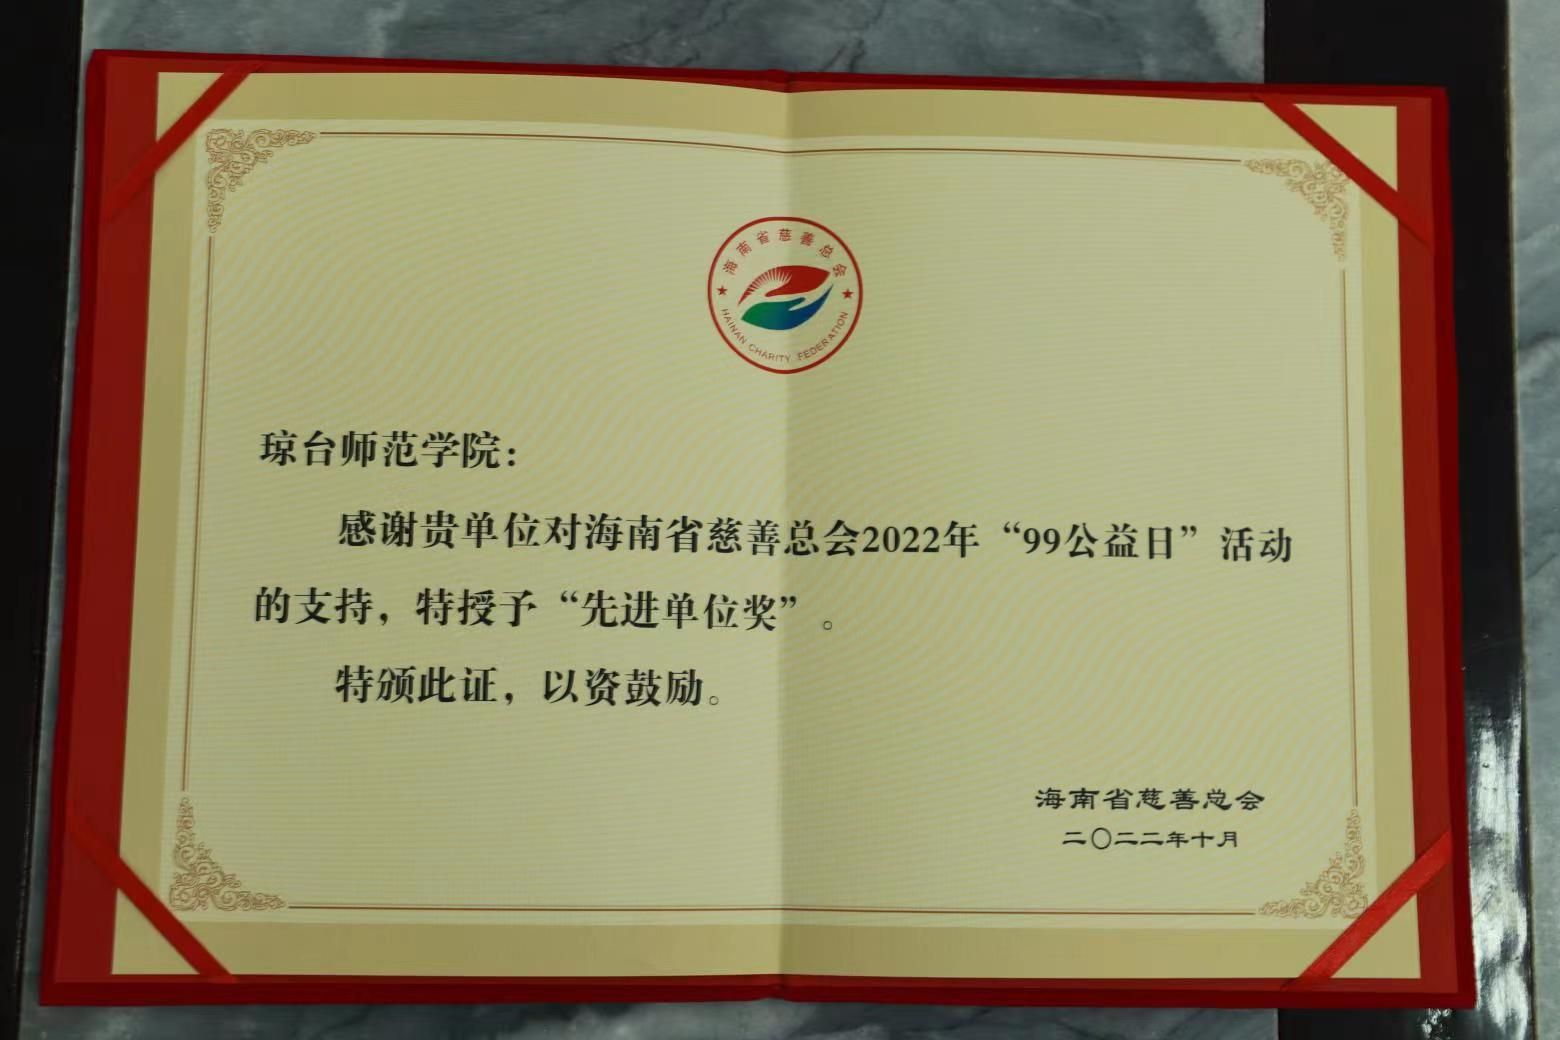 海南省慈善总会
HAINAN CHARITY FEDERATION
琼台师范学院：
感谢贵单位对海南省慈善总会2022年“99公益日”活动
的支持，特授予“先进单位奖”。
特颁此证，以资鼓励。
海南省慈善总会
二〇二二年十月